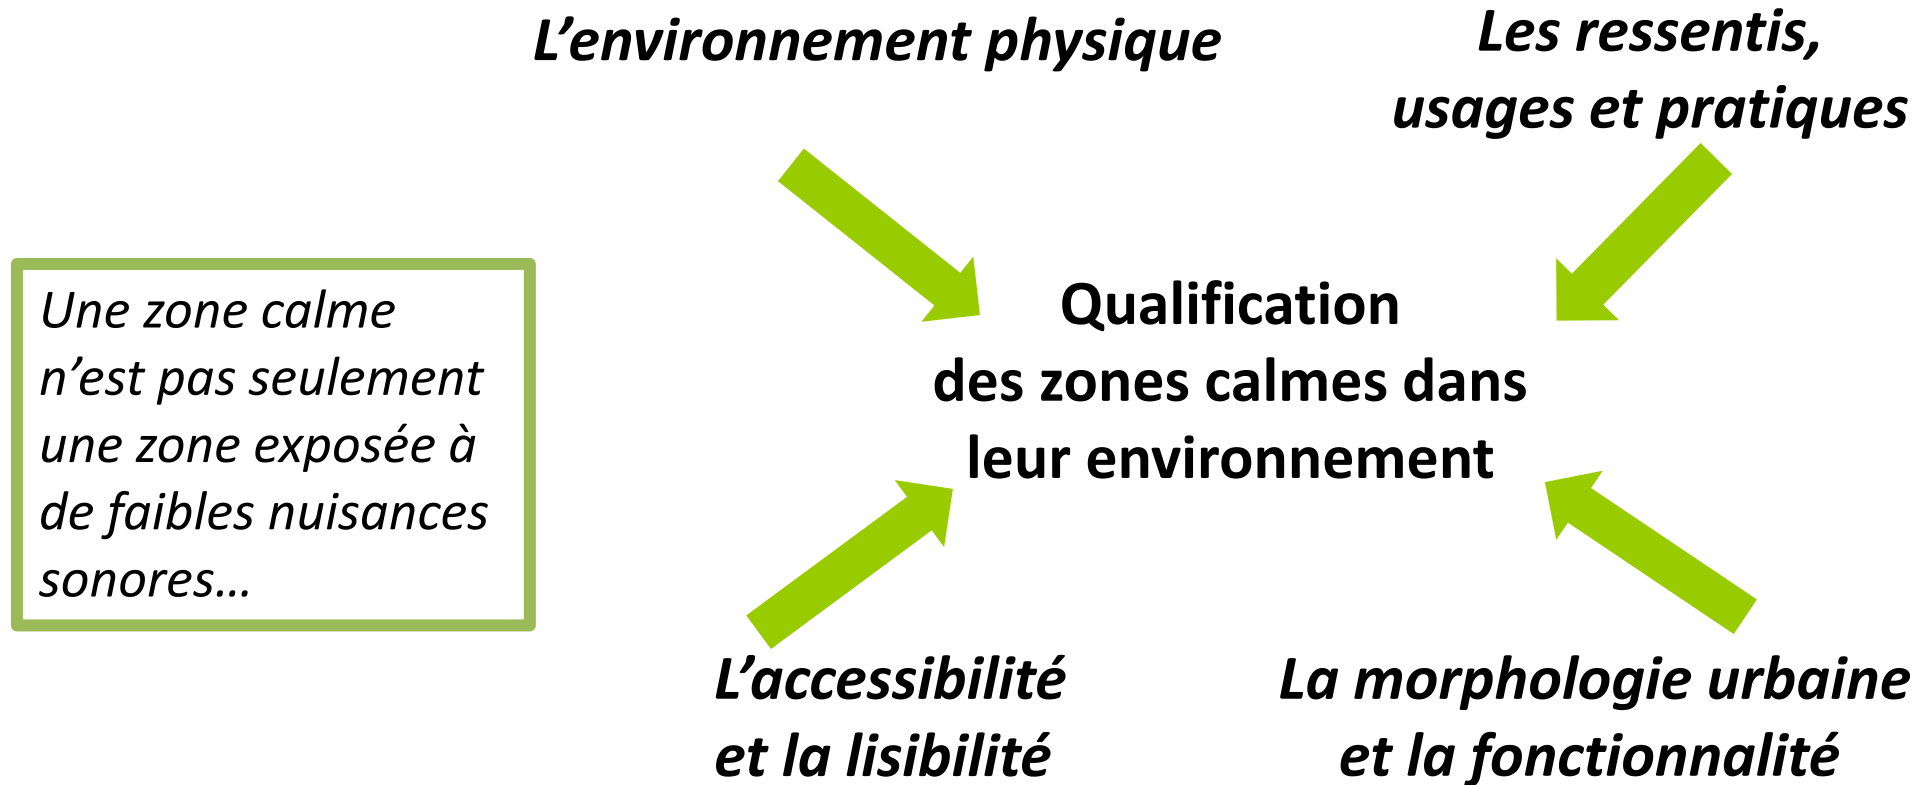 L’environnement physique
Les ressentis,
usages et pratiques
Une zone calme
n’est pas seulement
une zone exposée à
de faibles nuisances
sonores…
Qualification
des zones calmes dans
leur environnement
L’accessibilité
et la lisibilité
La morphologie urbaine
et la fonctionnalité